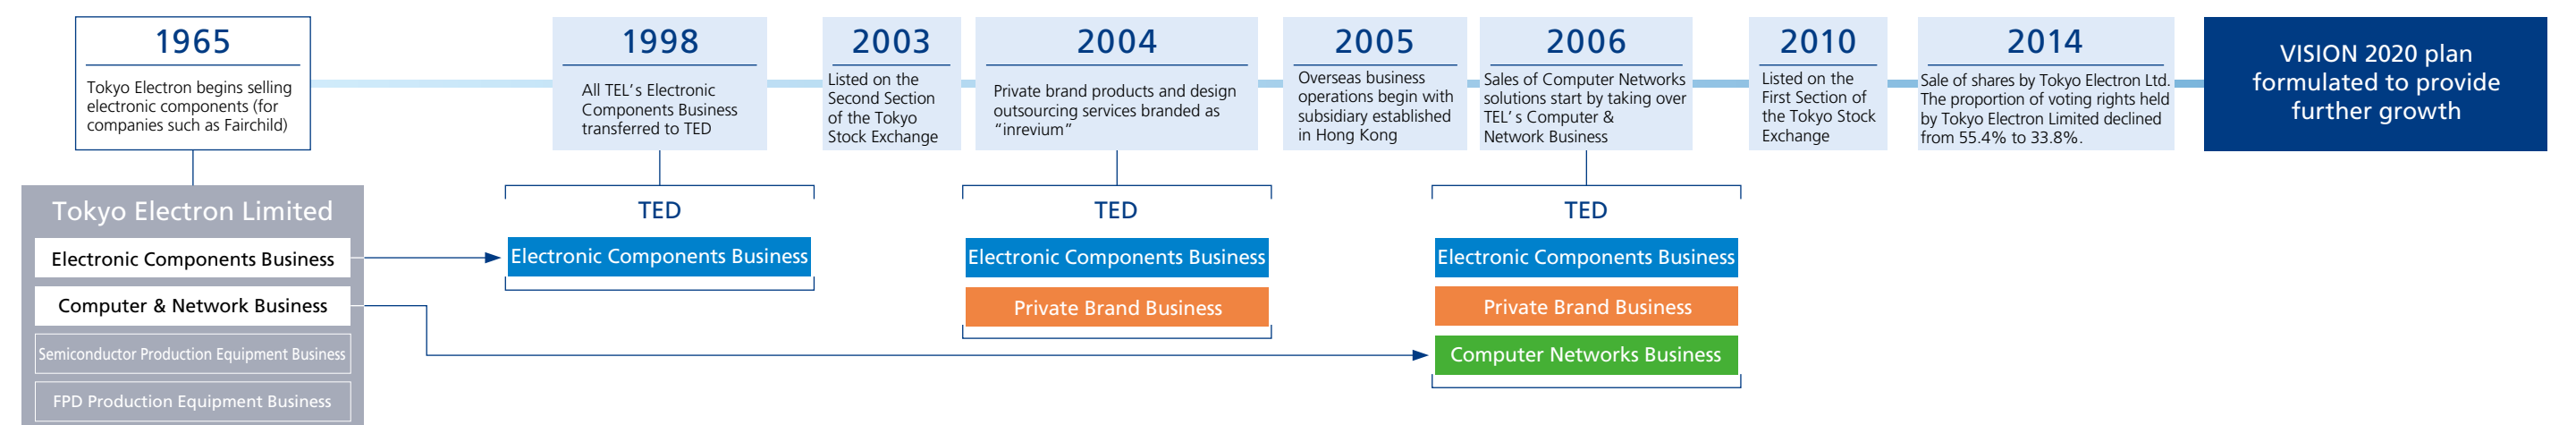 1965
Tokyo Electron begins selling
electronic components (for
companies such as Fairchild)
1998
All TEL's Electronic
Components Business
transferred to TED
2003
Listed on the
Second Section
of the Tokyo
Stock Exchange
2004
Private brand products and design
outsourcing services branded as
“inrevium”
2005
Overseas business
operations begin with
subsidiary established
in Hong Kong
2006
Sales of Computer Networks
solutions start by taking over
TEL's Computer &
Network Business
2010
Listed on the
First Section of
the Tokyo Stock
Exchange
2014
Sale of shares by Tokyo Electron Ltd.
The proportion of voting rights held
by Tokyo Electron Limited declined
from 55.4% to 33.8%.
VISION 2020 plan
formulated to provide
further growth
Tokyo Electron Limited
Electronic Components Business
Computer & Network Business
Semiconductor Production Equipment Business
FPD Production Equipment Business
TED
Electronic Components Business
TED
Electronic Components Business
Private Brand Business
TED
Electronic Components Business
Private Brand Business
Computer Networks Business